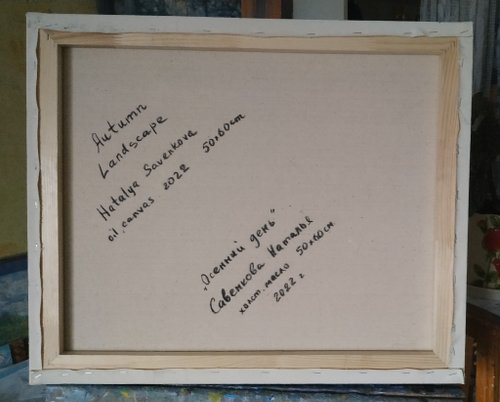 Autumn
Landscape
Natalya Savenkova
oil, canvas 2022 50x60cm
"Осенний день"
Савенкова Наталья
холст, масло 50x60cm
2022 г